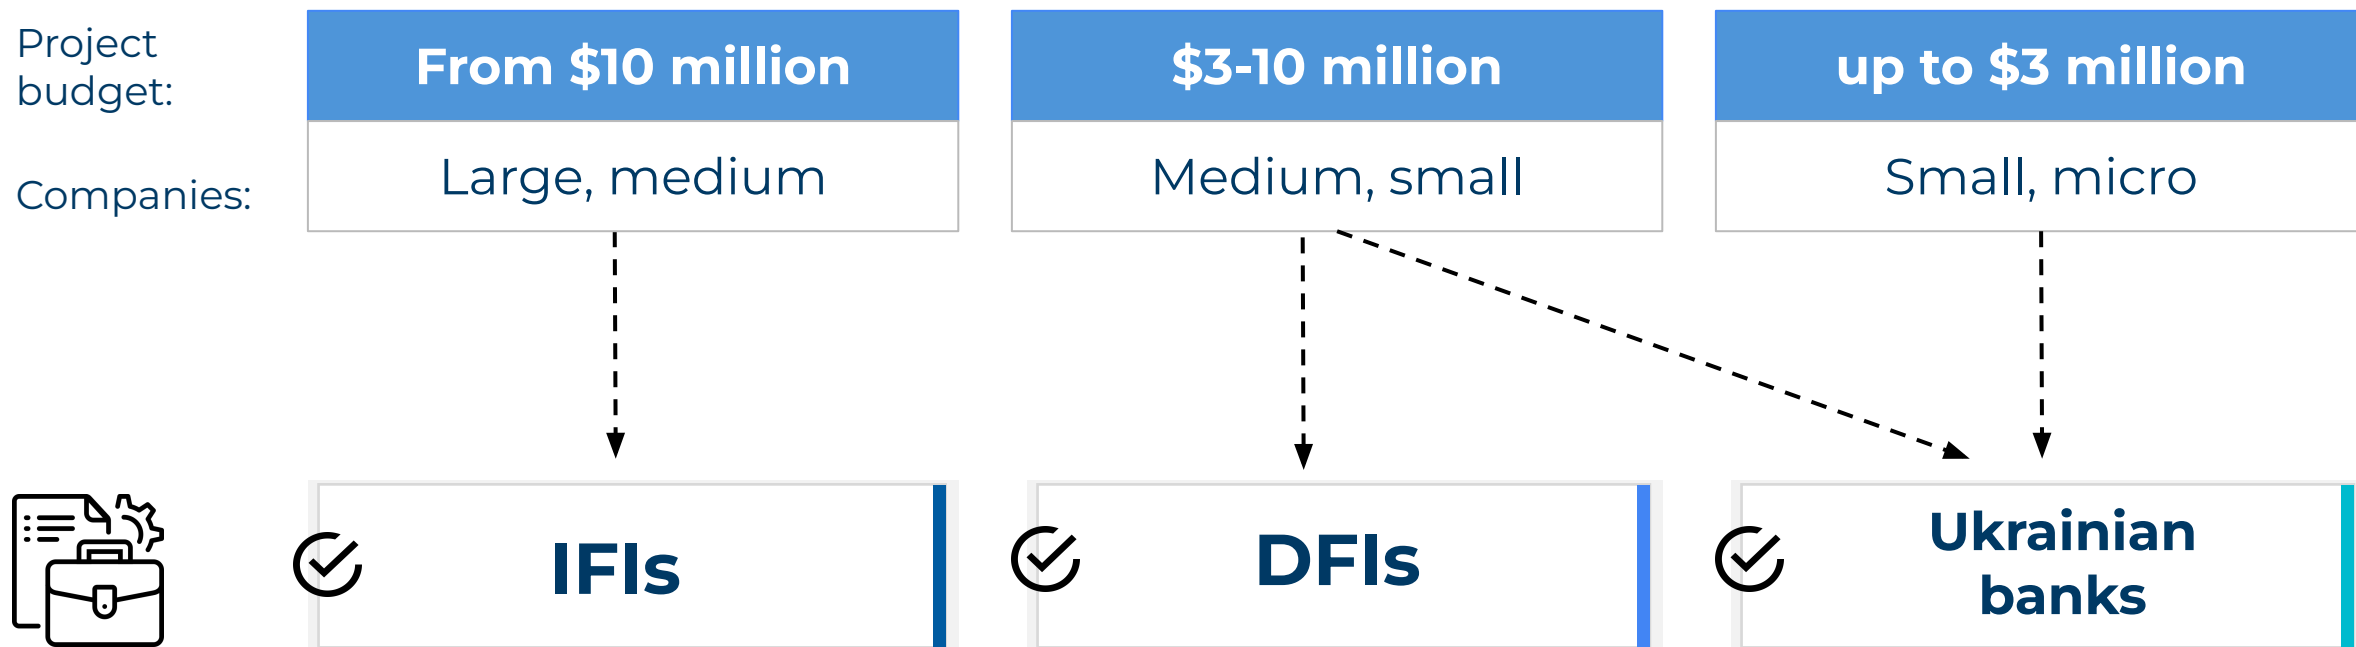 Project
budget:
From $10 million
$3-10 million
up to $3 million
Companies:
Large, medium
Medium, small
Small, micro
IFIs
DFIs
Ukrainian
banks